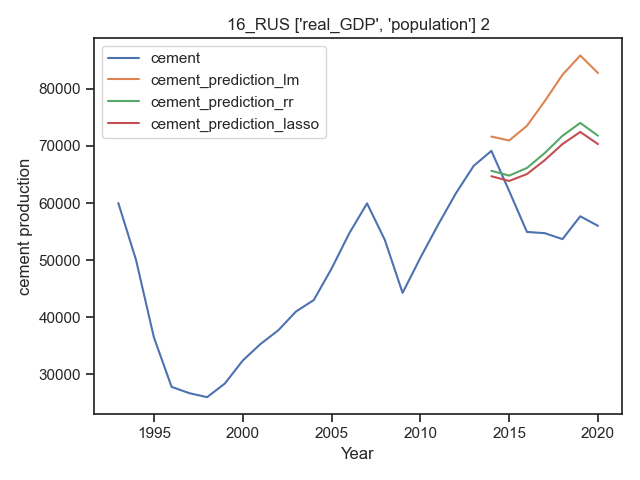 16_RUS ['real_GDP', 'population'] 2
cement
cement_prediction_lm
cement_prediction_rr
cement_prediction_lasso
cement production
80000
70000
60000
50000
40000
30000
1995
2000
2005
2010
2015
2020
Year